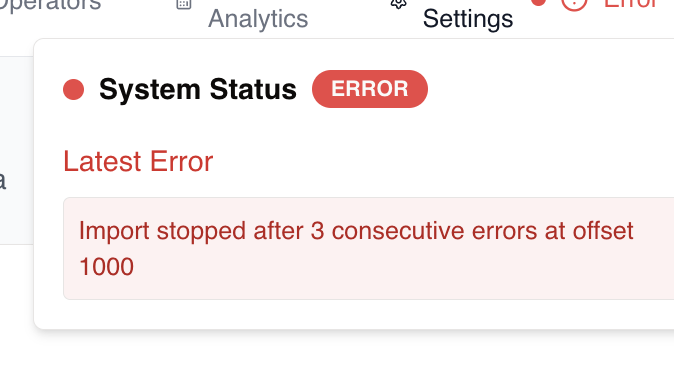 Operators
Analytics
Settings
Error
System Status
ERROR
Latest Error
Import stopped after 3 consecutive errors at offset
1000
a